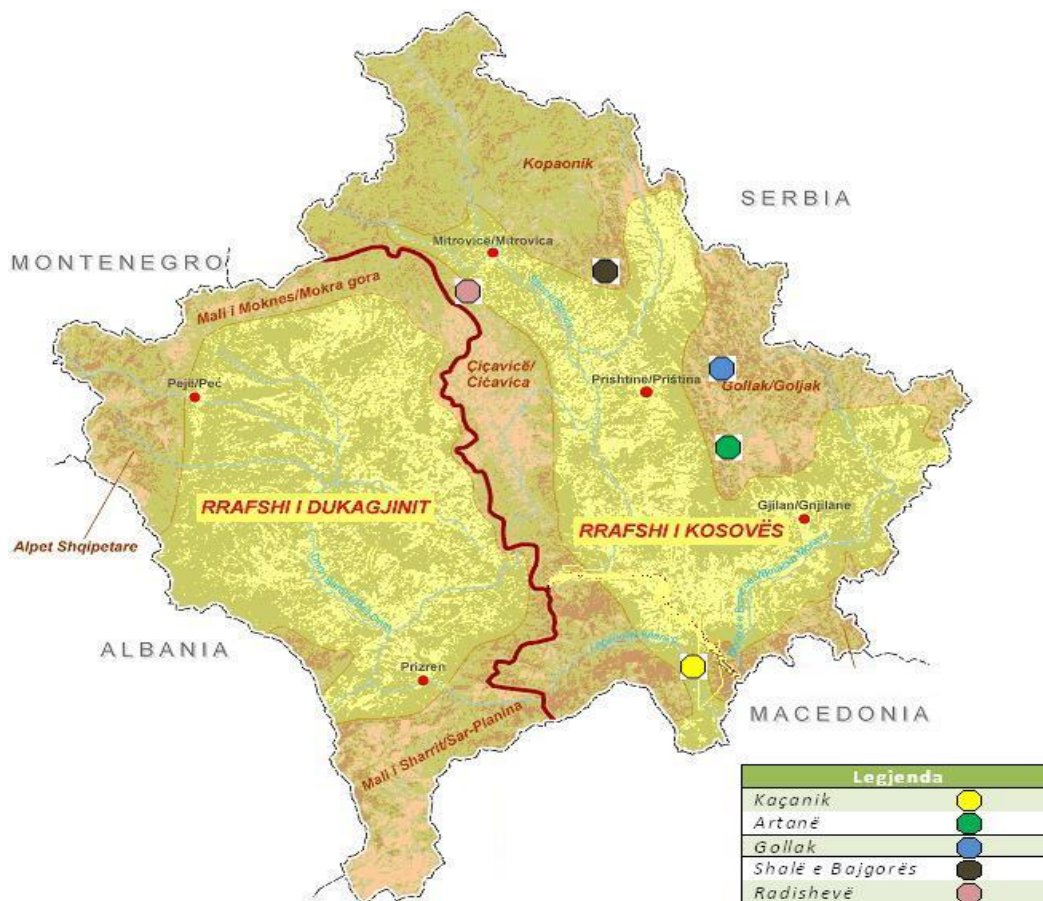 Kopaonik
SERBIA
Mitrovicë/Mitrovica
MONTENEGRO
Mali i Moknes/Mokra gora
Çiçavicë/
Čičavica
Pejë/Peć
Prishtinë/Priština
Gollak/Goljak
RRAFSHI I DUKAGJINIT
RRAFSHI I KOSOVËS
Gjilan/Gnjilane
Alpet Shqipetare
ALBANIA
Prizren
MACEDONIA
Mali i Sharrit/Šar-Planina
Legjenda
Kaçanik
Artanë
Gollak
Shalë e Bajgorës
Radishevë